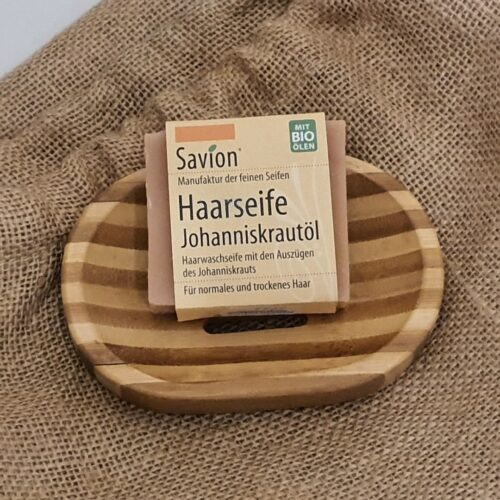 Savion®
MIT
BIO
ÖLEN
Manufaktur der feinen Seifen
Haarseife
Johanniskrautöl
Haarwaschseife mit den Auszügen
des Johanniskrauts
Für normales und trockenes Haar